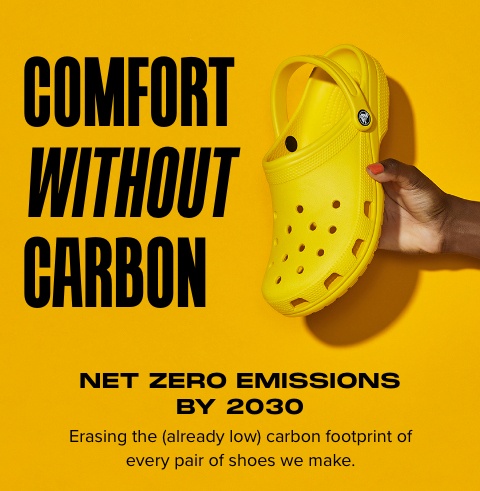 COMFORT
WITHOUT
CARBON
NET ZERO EMISSIONS
BY 2030
Erasing the (already low) carbon footprint of
every pair of shoes we make.